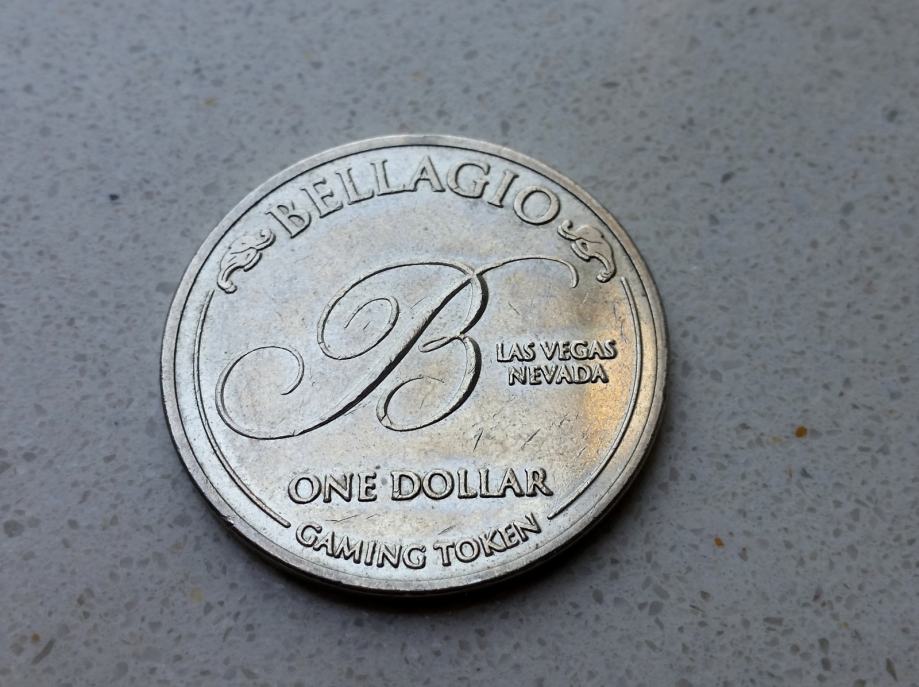 BELLAGIO
B
LAS VEGAS
NEVADA
ONE DOLLAR
GAMING TOKEN